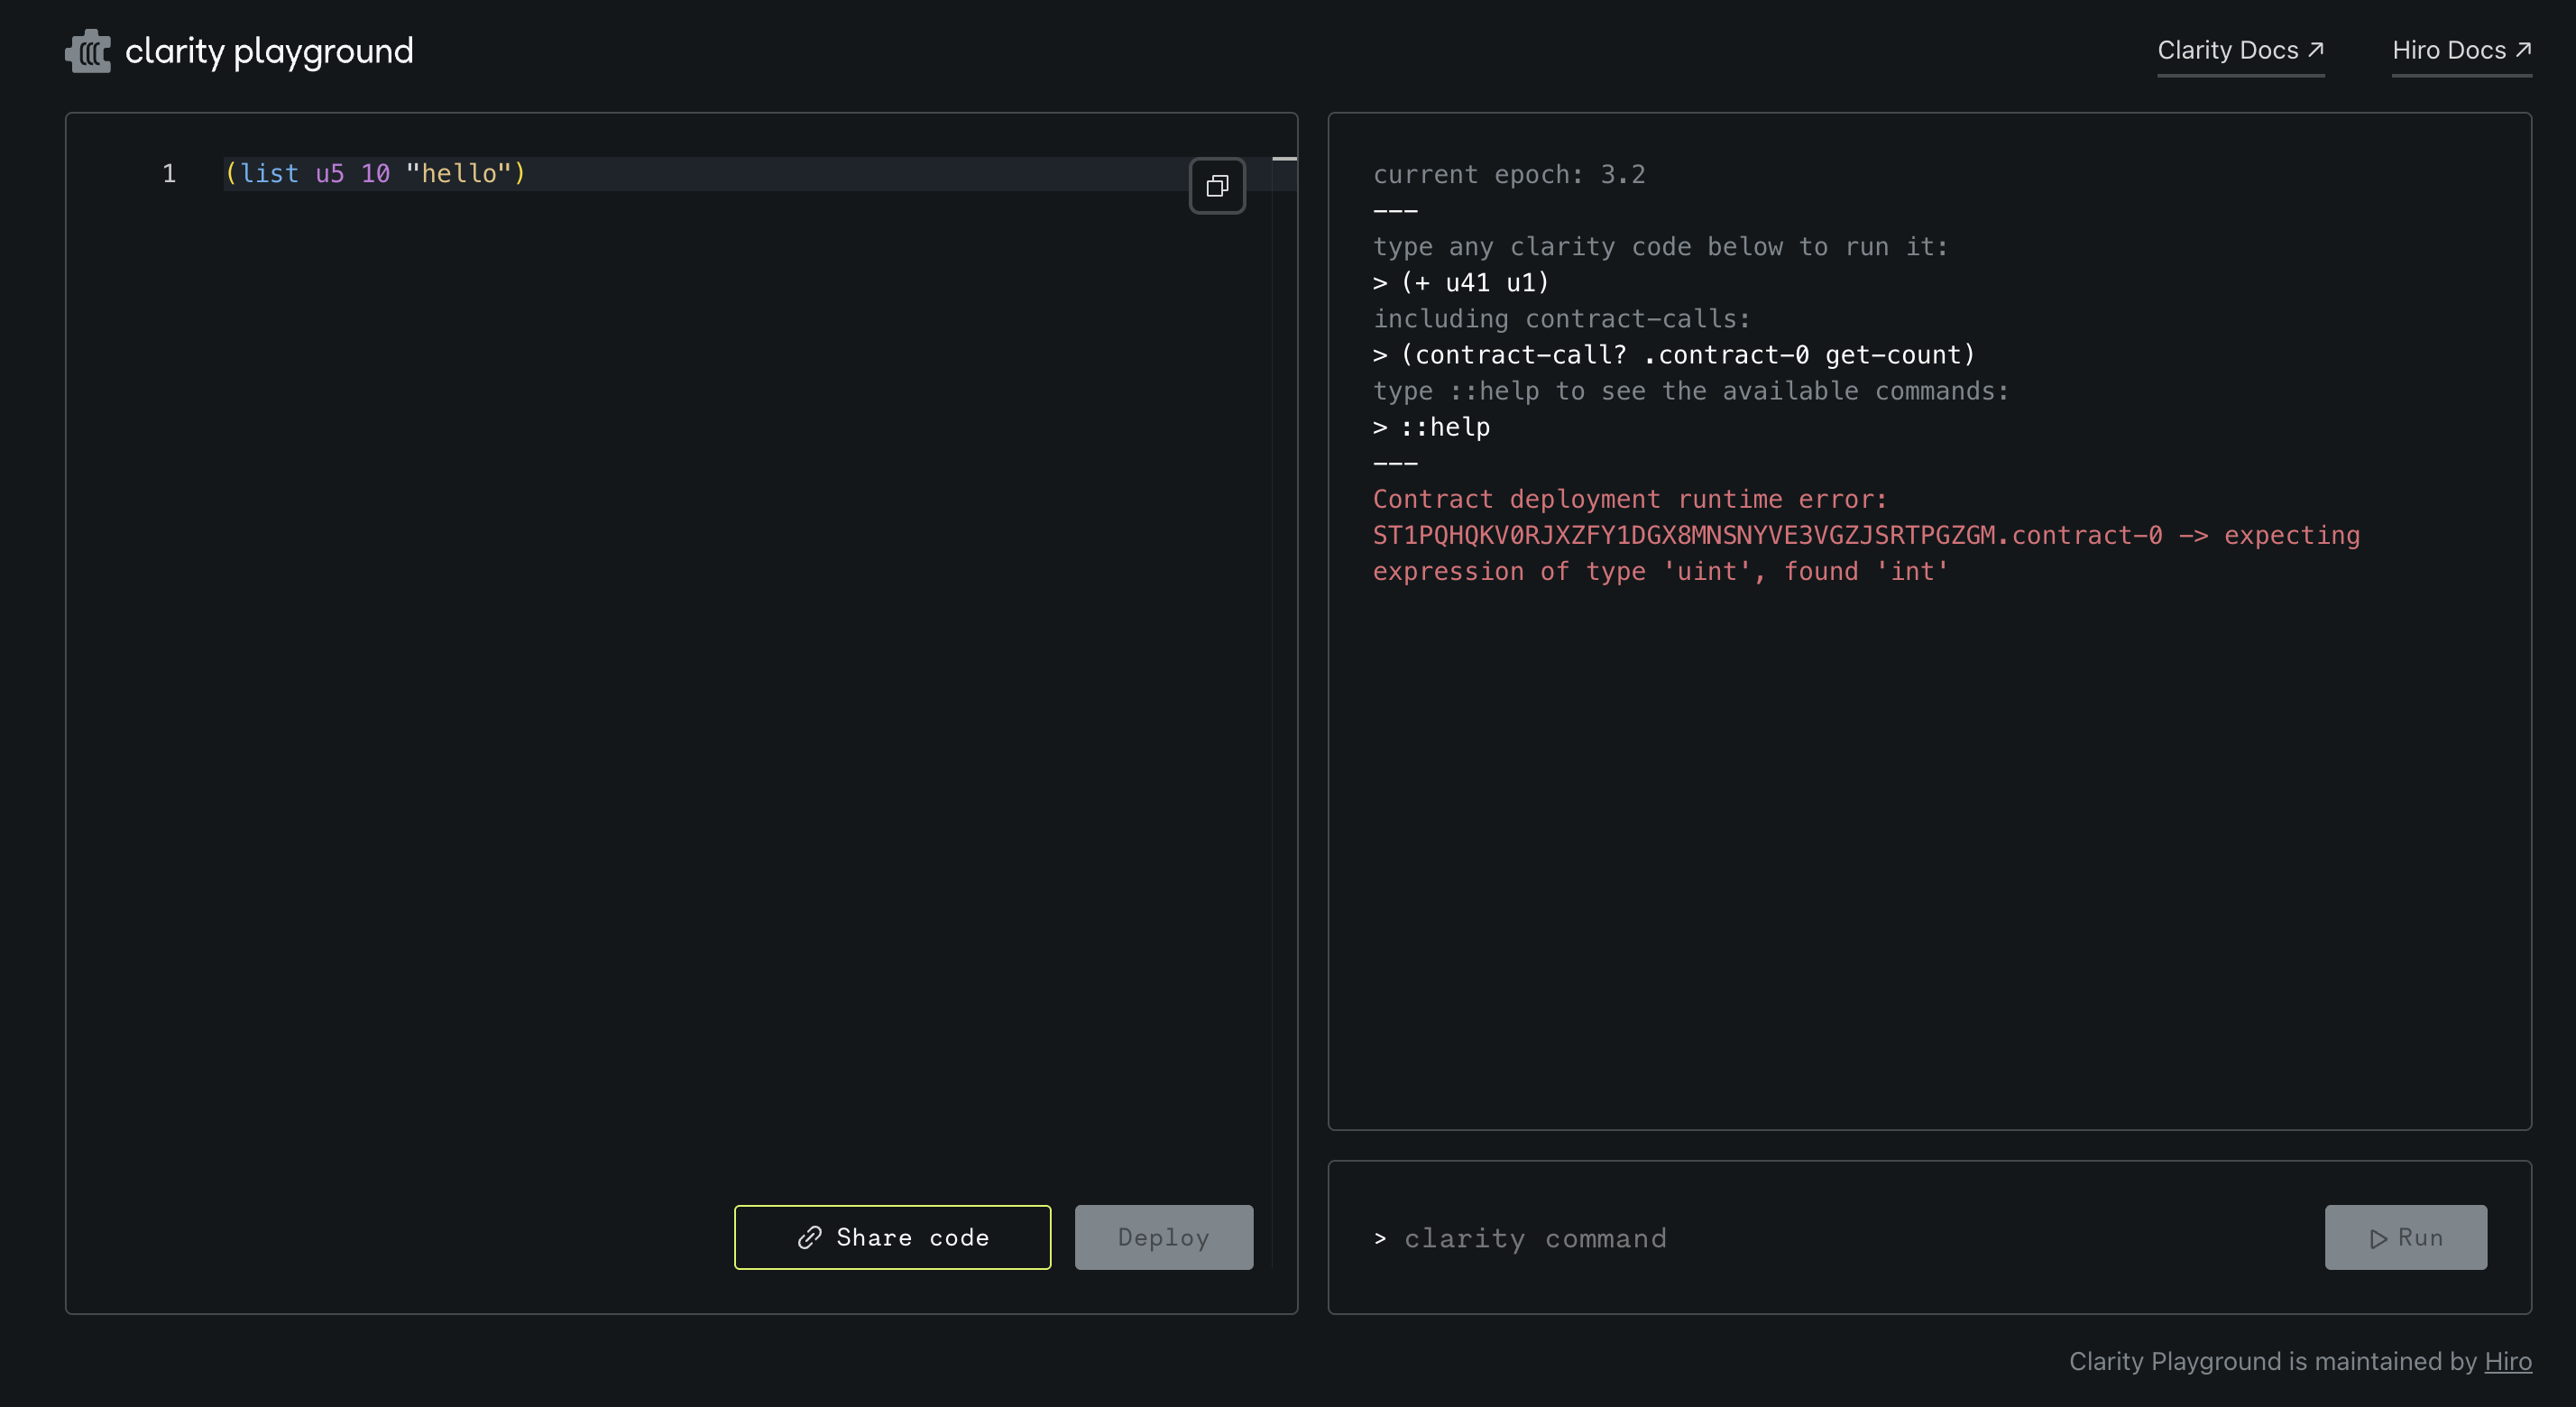 clarity playground
Clarity Docs ↗ Hiro Docs ↗
1 (list u5 10 "hello")
current epoch: 3.2
---
type any clarity code below to run it:
> (+ u41 u1)
including contract-calls:
> (contract-call? .contract-0 get-count)
type ::help to see the available commands:
> ::help
---
Contract deployment runtime error:
ST1PQHQKV0RJXZFY1DGX8MNSNYVE3VGZJSRTPGZGM.contract-0 -> expecting
expression of type 'uint', found 'int'
Share code Deploy
> clarity command
Run
Clarity Playground is maintained by Hiro